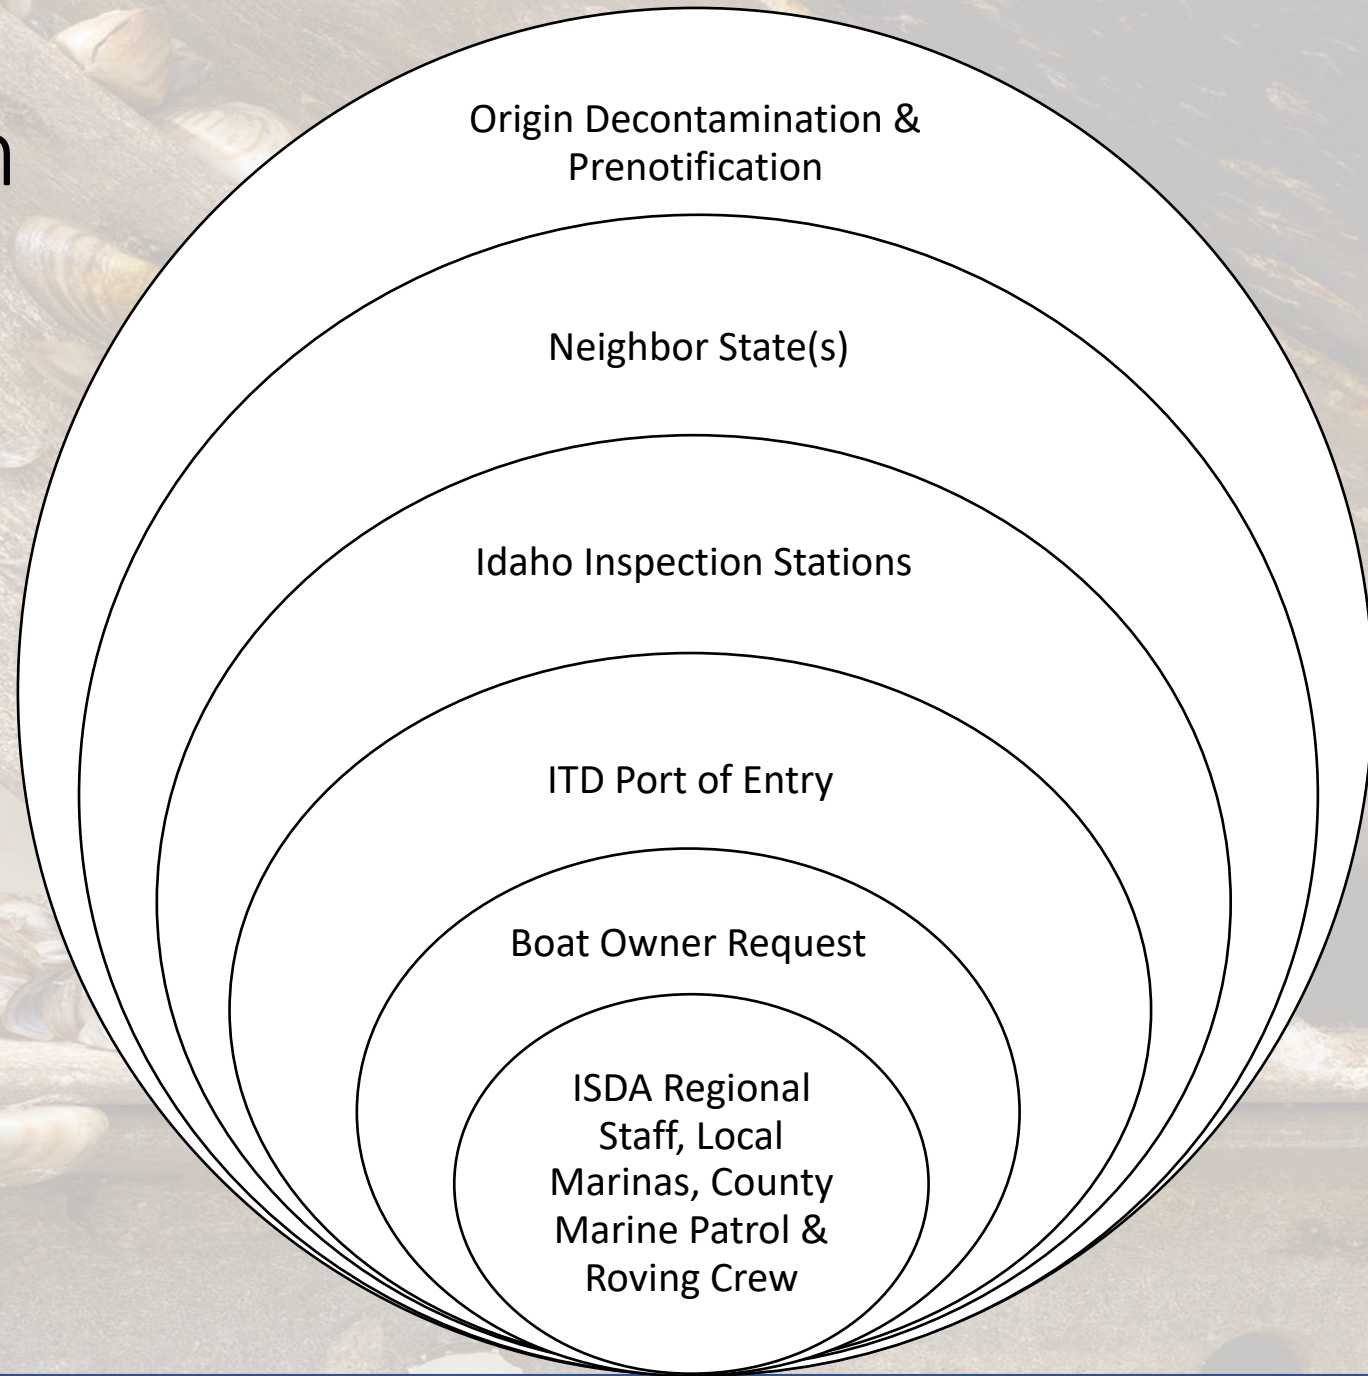 Origin Decontamination &
Prenotification
Neighbor State(s)
Idaho Inspection Stations
ITD Port of Entry
Boat Owner Request
ISDA Regional
Staff, Local
Marinas, County
Marine Patrol &
Roving Crew